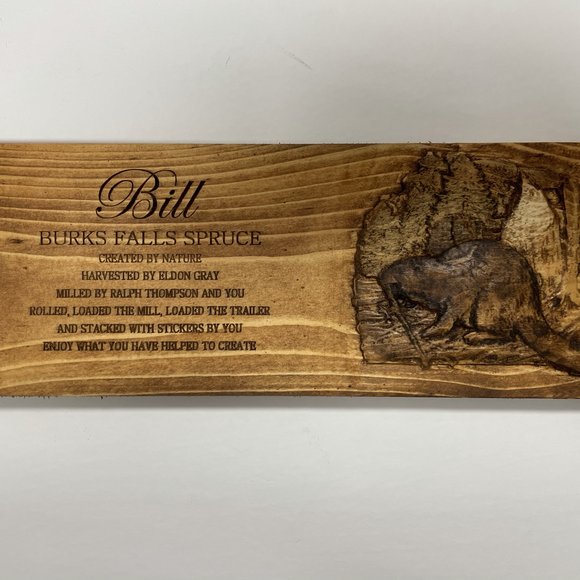 Bill
BURKS FALLS SPRUCE
CREATED BY NATURE
HARVESTED BY ELDON GRAY
MILLED BY RALPH THOMPSON AND YOU
ROLLED, LOADED THE MILL, LOADED THE TRAILER
AND STACKED WITH STICKERS BY YOU
ENJOY WHAT YOU HAVE HELPED TO CREATE